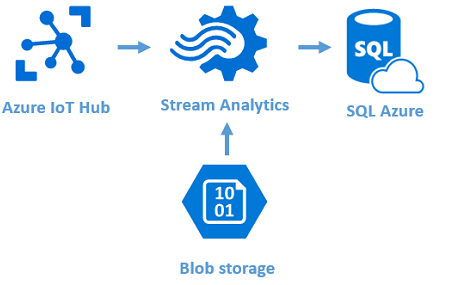 SQL
Azure IoT Hub
Stream Analytics
SQL Azure
10
01
Blob storage